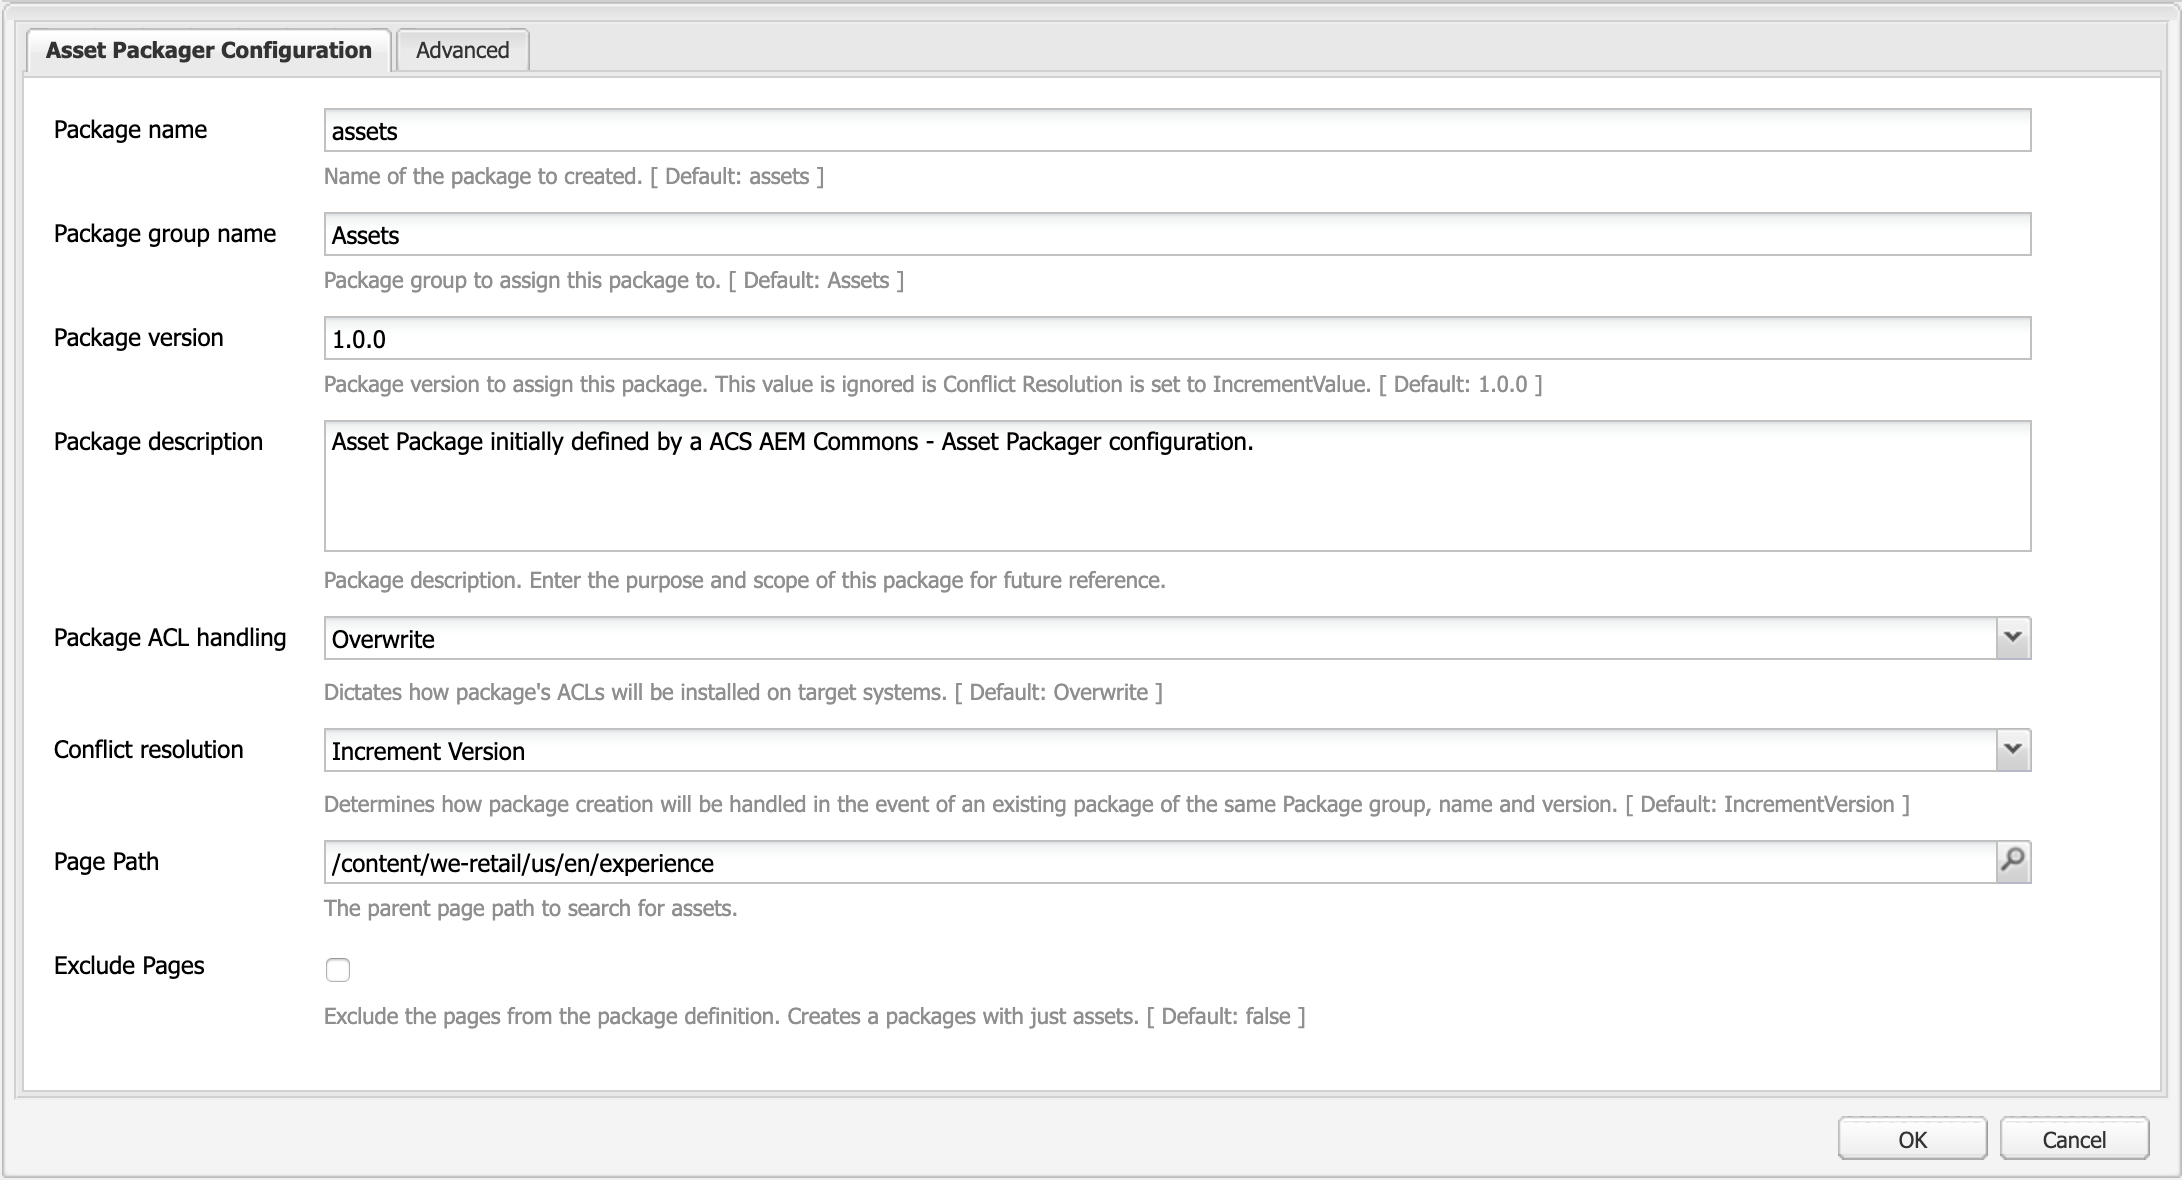 Asset Packager Configuration
Advanced
Package name
assets
Name of the package to created. [ Default: assets ]
Package group name
Assets
Package group to assign this package to. [ Default: Assets ]
Package version
1.0.0
Package version to assign this package. This value is ignored is Conflict Resolution is set to IncrementValue. [ Default: 1.0.0 ]
Package description
Asset Package initially defined by a ACS AEM Commons - Asset Packager configuration.
Package description. Enter the purpose and scope of this package for future reference.
Package ACL handling
Overwrite
Dictates how package's ACLs will be installed on target systems. [ Default: Overwrite ]
Conflict resolution
Increment Version
Determines how package creation will be handled in the event of an existing package of the same Package group, name and version. [ Default: IncrementVersion ]
Page Path
/content/we-retail/us/en/experience
The parent page path to search for assets.
Exclude Pages
Exclude the pages from the package definition. Creates a packages with just assets. [ Default: false ]
OK
Cancel